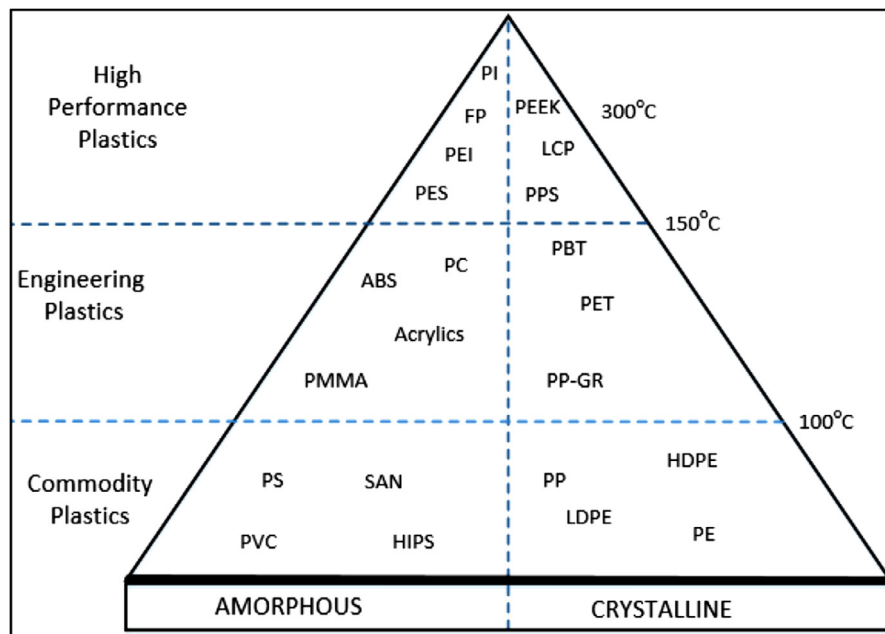 High
Performance
Plastics
PI
FP
PEEK
300°C
PEI
LCP
PES
PPS
150°C
Engineering
Plastics
ABS
PC
PBT
PET
Acrylics
PMMA
PP-GR
100°C
Commodity
Plastics
PS
SAN
PP
HDPE
LDPE
PVC
HIPS
PE
AMORPHOUS
CRYSTALLINE